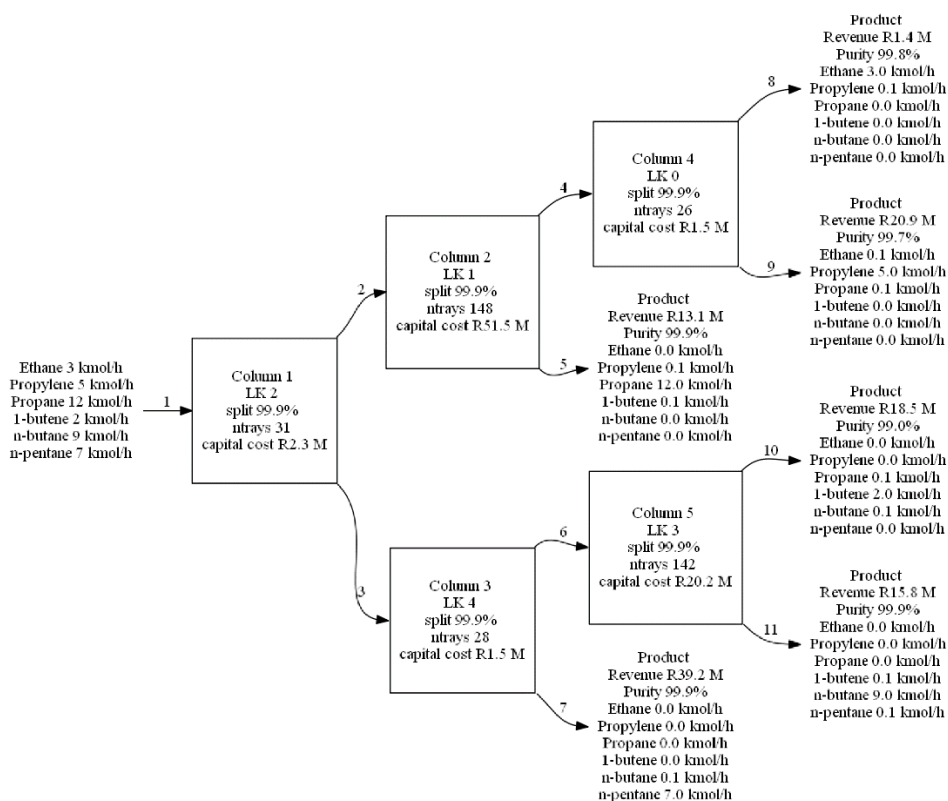 Ethane 3 kmol/h
Propylene 5 kmol/h
Propane 12 kmol/h
1-butene 2 kmol/h
n-butane 9 kmol/h
n-pentane 7 kmol/h
1
Column 1
LK 2
split 99.9%
ntrays 31
capital cost R2.3 M
2
3
Column 2
LK 1
split 99.9%
ntrays 148
capital cost R51.5 M
4
5
Column 3
LK 4
split 99.9%
ntrays 28
capital cost R1.5 M
6
7
Column 4
LK 0
split 99.9%
ntrays 26
capital cost R1.5 M
8
9
Product
Revenue R13.1 M
Purity 99.9%
Ethane 0.0 kmol/h
Propylene 0.1 kmol/h
Propane 12.0 kmol/h
1-butene 0.1 kmol/h
n-butane 0.0 kmol/h
n-pentane 0.0 kmol/h
Column 5
LK 3
split 99.9%
ntrays 142
capital cost R20.2 M
10
11
Product
Revenue R39.2 M
Purity 99.9%
Ethane 0.0 kmol/h
Propylene 0.0 kmol/h
Propane 0.0 kmol/h
1-butene 0.0 kmol/h
n-butane 0.1 kmol/h
n-pentane 7.0 kmol/h
Product
Revenue R1.4 M
Purity 99.8%
Ethane 3.0 kmol/h
Propylene 0.1 kmol/h
Propane 0.0 kmol/h
1-butene 0.0 kmol/h
n-butane 0.0 kmol/h
n-pentane 0.0 kmol/h
Product
Revenue R20.9 M
Purity 99.7%
Ethane 0.1 kmol/h
Propylene 5.0 kmol/h
Propane 0.1 kmol/h
1-butene 0.0 kmol/h
n-butane 0.0 kmol/h
n-pentane 0.0 kmol/h
Product
Revenue R18.5 M
Purity 99.0%
Ethane 0.0 kmol/h
Propylene 0.0 kmol/h
Propane 0.1 kmol/h
1-butene 2.0 kmol/h
n-butane 0.1 kmol/h
n-pentane 0.0 kmol/h
Product
Revenue R15.8 M
Purity 99.9%
Ethane 0.0 kmol/h
Propylene 0.0 kmol/h
Propane 0.0 kmol/h
1-butene 0.1 kmol/h
n-butane 9.0 kmol/h
n-pentane 0.1 kmol/h